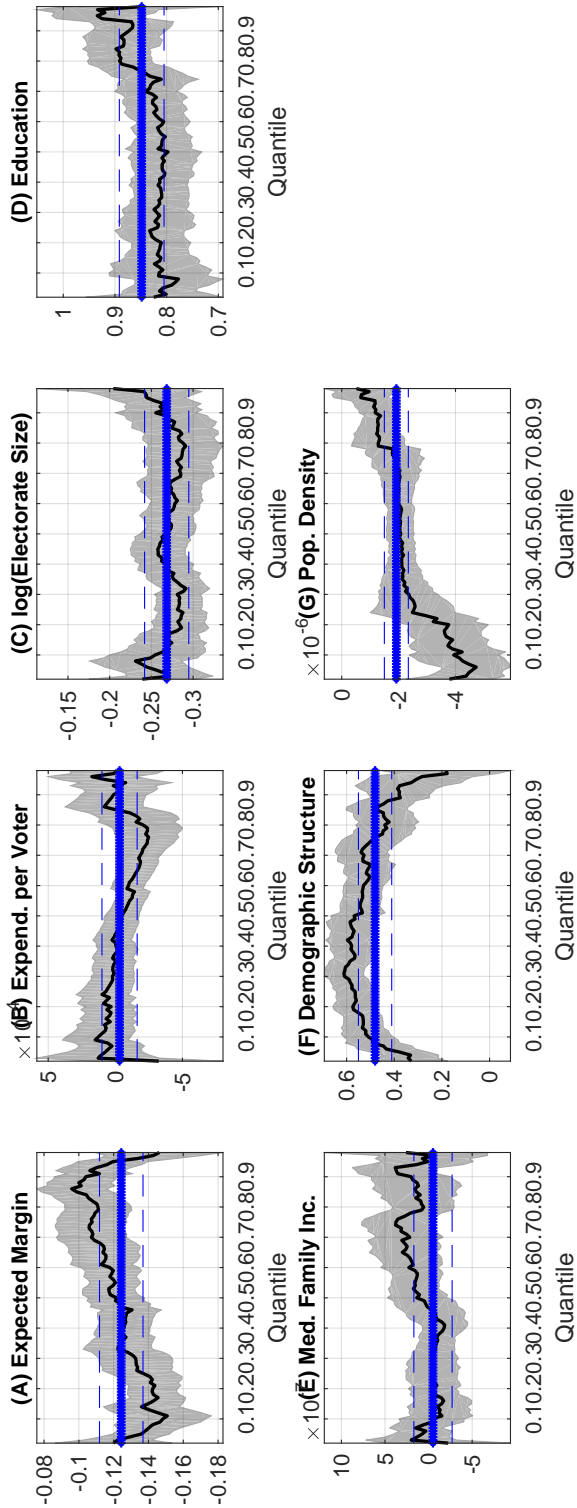 (A) Expected Margin
-0.08
-0.1
-0.12
-0.14
-0.16
-0.18
0.10.20.30.40.50.60.70.80.9
Quantile
×10
(B) Expend. per Voter
5
0
-5
0.10.20.30.40.50.60.70.80.9
Quantile
(C) log(Electorate Size)
-0.15
-0.2
-0.25
-0.3
0.10.20.30.40.50.60.70.80.9
Quantile
(D) Education
1
0.9
0.8
0.7
0.10.20.30.40.50.60.70.80.9
Quantile
×10
(E) Med. Family Inc.
10
5
0
-5
0.10.20.30.40.50.60.70.80.9
Quantile
(F) Demographic Structure
0.6
0.4
0.2
0
0.10.20.30.40.50.60.70.80.9
Quantile
×10⁻⁶
(G) Pop. Density
0
-2
-4
0.10.20.30.40.50.60.70.80.9
Quantile